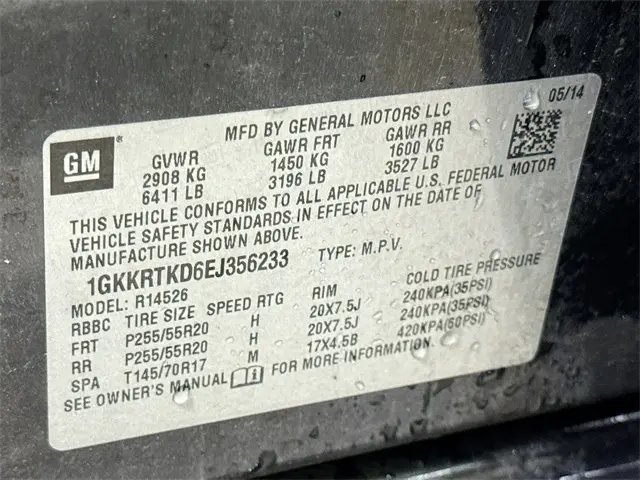 05/14
MFD BY GENERAL MOTORS LLC
GM
GVWR GAWR FRT GAWR RR
2908 KG 1450 KG 1600 KG
6411 LB 3196 LB 3527 LB
THIS VEHICLE CONFORMS TO ALL APPLICABLE U.S. FEDERAL MOTOR
VEHICLE SAFETY STANDARDS IN EFFECT ON THE DATE OF
MANUFACTURE SHOWN ABOVE.
1GKKRTKD6EJ356233 TYPE: M.P.V.
MODEL: R14526
RBBC TIRE SIZE SPEED RTG RIM COLD TIRE PRESSURE
FRT P255/55R20 H 20X7.5J 240KPA(35PSI)
RR P255/55R20 H 20X7.5J 240KPA(35PSI)
SPA T145/70R17 M 17X4.5B 420KPA(60PSI)
SEE OWNER'S MANUAL FOR MORE INFORMATION.